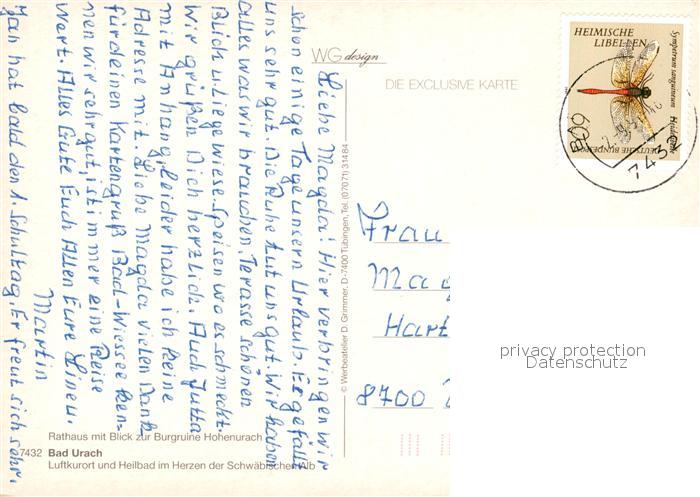 WG design
DIE EXCLUSIVE KARTE
HEIMISCHE
LIBELLEN
Sympetrum sanguineum
DEUTSCHE BUNDESPOST
743
Liebe Magda! Hier verbringen wir
schon einige Tage unsern Urlaub. Es gefällt
uns sehr gut. Die Ruhe tut uns gut. Wir haben
alles was wir brauchen. Terasse schönen
Blick u. Liegewiese. Speisen wo es schmeckt.
Wir grüßen Dich herzlich. Auch Jutta
mit Anhang, leider habe ich keine
Adresse mit. Liebe Magda vielen Dank
für deinen Kartengruß Bad-Wiessee ken-
nen wir sehr gut, ist immer eine Reise
Wert. Alles Gute Euch Allen Eure Linen u.
Martin
Jan hat bald den 1. Schultag. Er freut sich sehr.
© Werbeatelier D. Grimmer, D-7400 Tübingen, Tel. (07071) 31484
Frau
Mag
Hart
8700
privacy protection
Datenschutz
Rathaus mit Blick zur Burgruine Hohenurach
7432 Bad Urach
Luftkurort und Heilbad im Herzen der Schwäbischen Alb